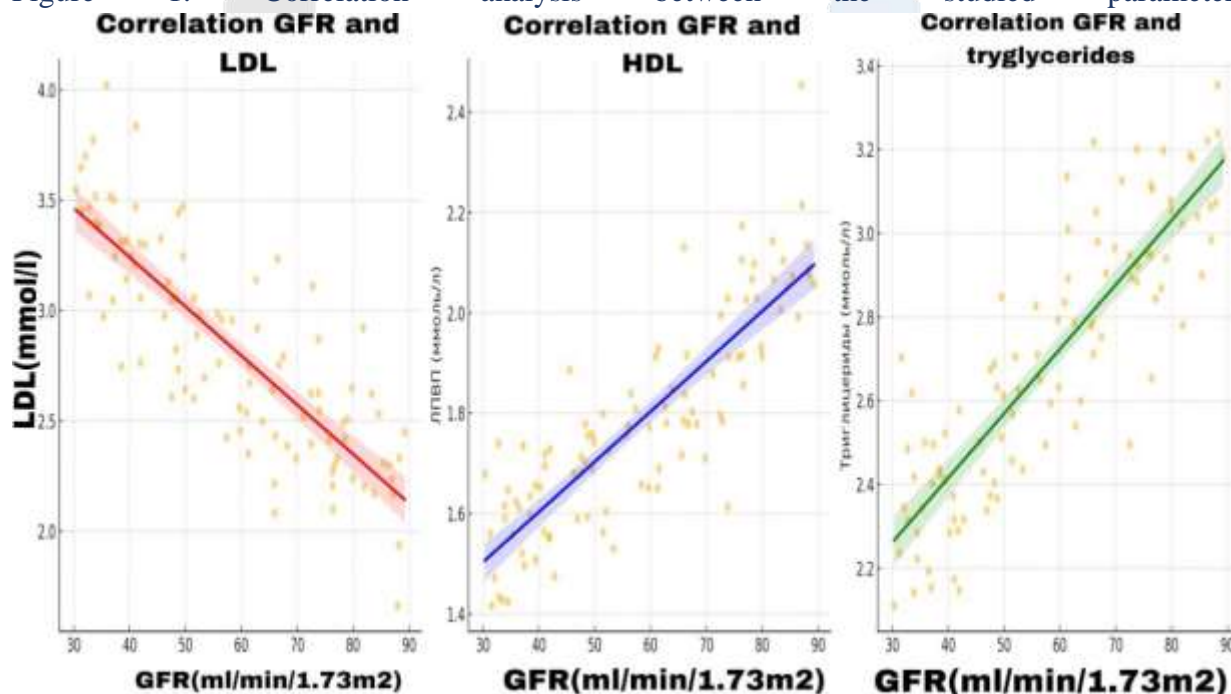 Figure 1. Correlation analysis between the studied parameter
Correlation GFR and
LDL
LDL(mmol/l)
4.0
3.5
3.0
2.5
2.0
30 40 50 60 70 80 90
GFR(ml/min/1.73m2)
Correlation GFR and
HDL
ЛПВП (ммоль/л)
2.4
2.2
2.0
1.8
1.6
1.4
30 40 50 60 70 80 90
GFR(ml/min/1.73m2)
Correlation GFR and
tryglycerides
Триглицериды (ммоль/л)
3.4
3.2
3.0
2.8
2.6
2.4
2.2
30 40 50 60 70 80 90
GFR(ml/min/1.73m2)